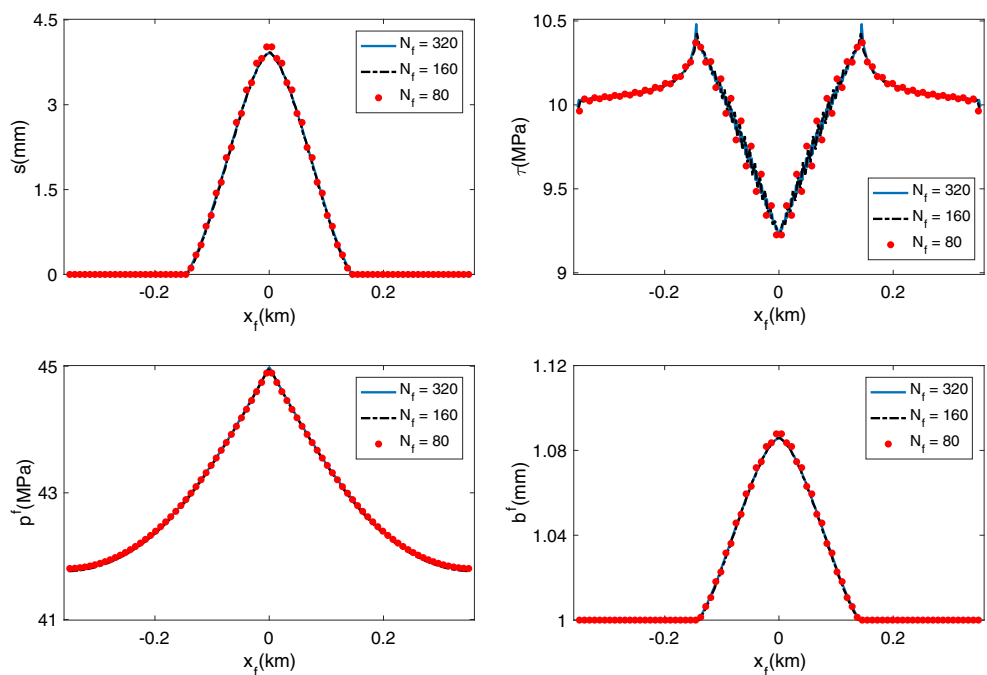 4.5
3
1.5
0
-0.2
0
0.2
s(mm)
x_f(km)
N_f = 320
N_f = 160
N_f = 80
10.5
10
9.5
9
-0.2
0
0.2
τ(MPa)
x_f(km)
N_f = 320
N_f = 160
N_f = 80
45
43
41
-0.2
0
0.2
p^f(MPa)
x_f(km)
N_f = 320
N_f = 160
N_f = 80
1.12
1.08
1.04
1
-0.2
0
0.2
b^f(mm)
x_f(km)
N_f = 320
N_f = 160
N_f = 80